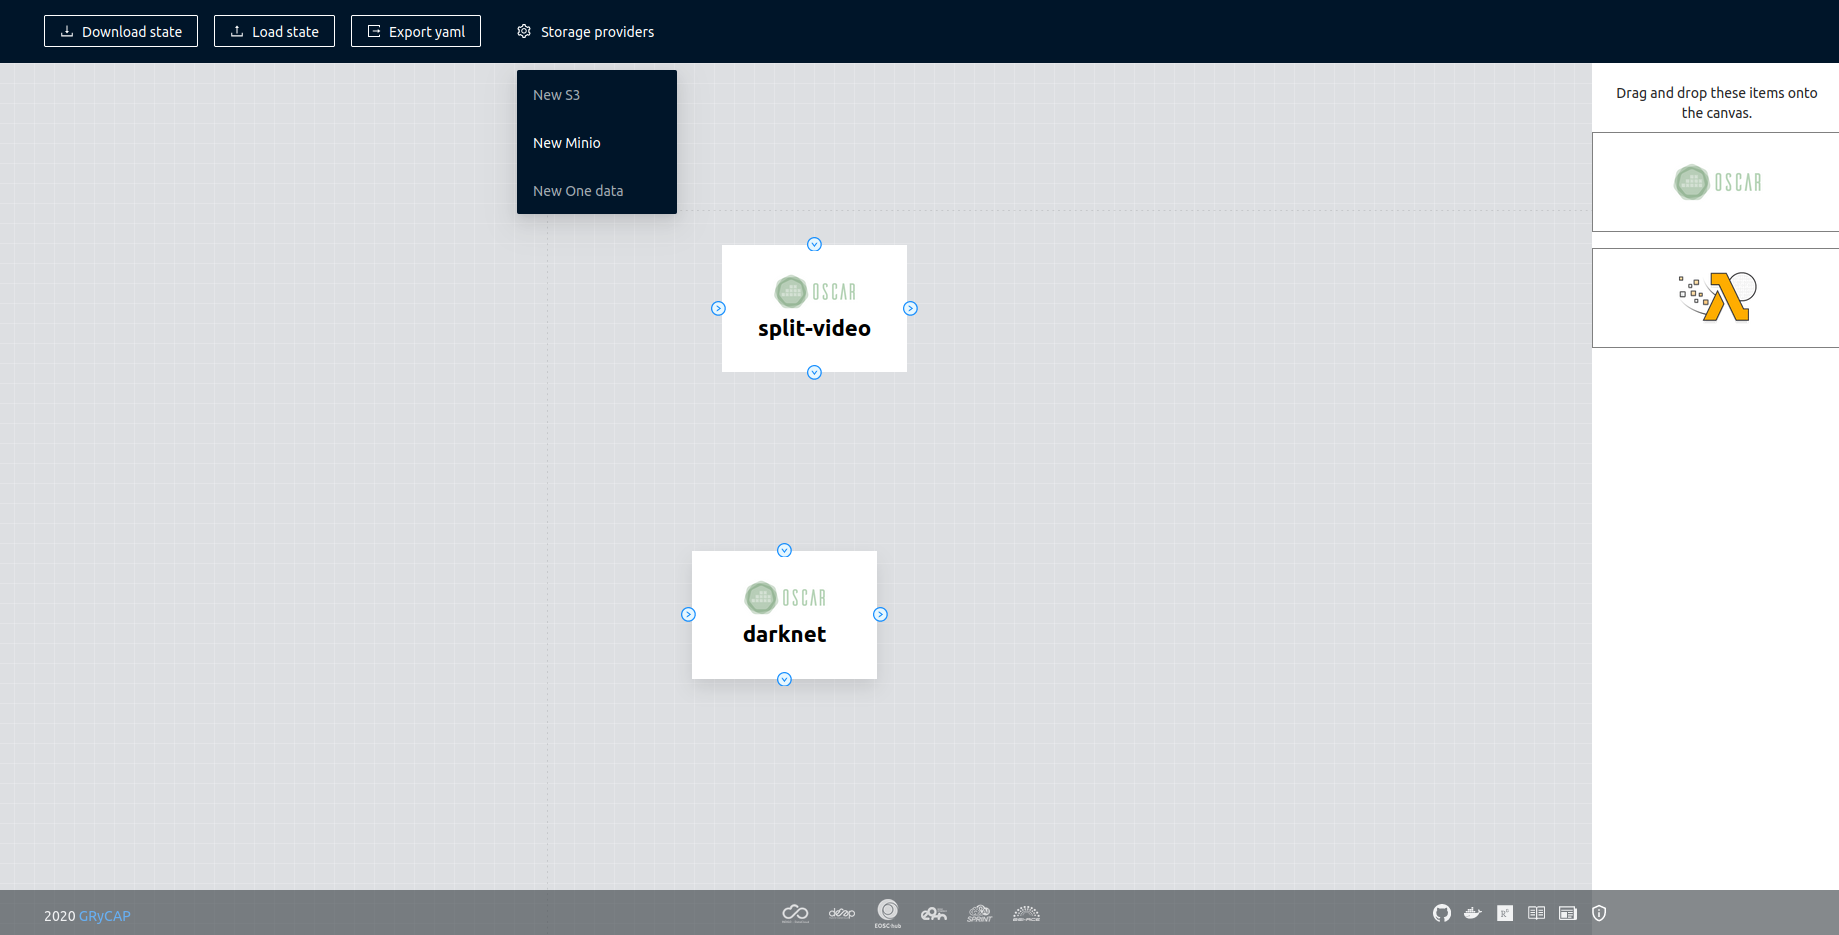 Download state
Load state
Export yaml
Storage providers
New S3
New Minio
New One data
Drag and drop these items onto
the canvas.
OSCAR
OSCAR
split-video
OSCAR
darknet
2020 GRyCAP
deep
EOSC hub
SPRINT